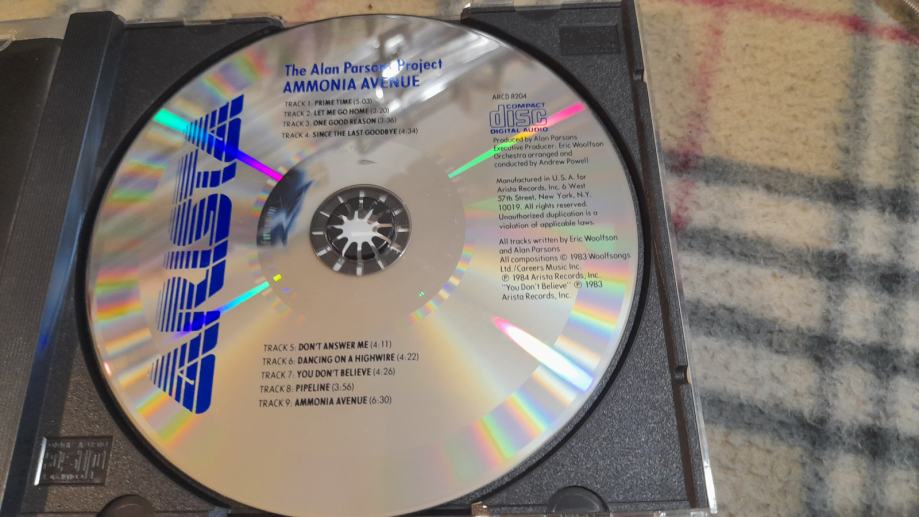 The Alan Parsons Project
AMMONIA AVENUE
TRACK 1: PRIME TIME (5:03)
TRACK 2: LET ME GO HOME (3:20)
TRACK 3: ONE GOOD REASON (3:36)
TRACK 4: SINCE THE LAST GOODBYE (4:34)
ARISTA
ARCD 8204
COMPACT
disc
DIGITAL AUDIO
Produced by Alan Parsons
Executive Producer: Eric Woolfson
Orchestra arranged and
conducted by Andrew Powell
Manufactured in U.S.A. for
Arista Records, Inc. 6 West
57th Street, New York, N.Y.
10019. All rights reserved.
Unauthorized duplication is a
violation of applicable laws.
All tracks written by Eric Woolfson
and Alan Parsons
All compositions © 1983 Woolfsongs
Ltd./Careers Music Inc.
℗ 1984 Arista Records, Inc.
"You Don't Believe" ℗ 1983
Arista Records, Inc.
TRACK 5: DON'T ANSWER ME (4:11)
TRACK 6: DANCING ON A HIGHWIRE (4:22)
TRACK 7: YOU DON'T BELIEVE (4:26)
TRACK 8: PIPELINE (3:56)
TRACK 9: AMMONIA AVENUE (6:30)